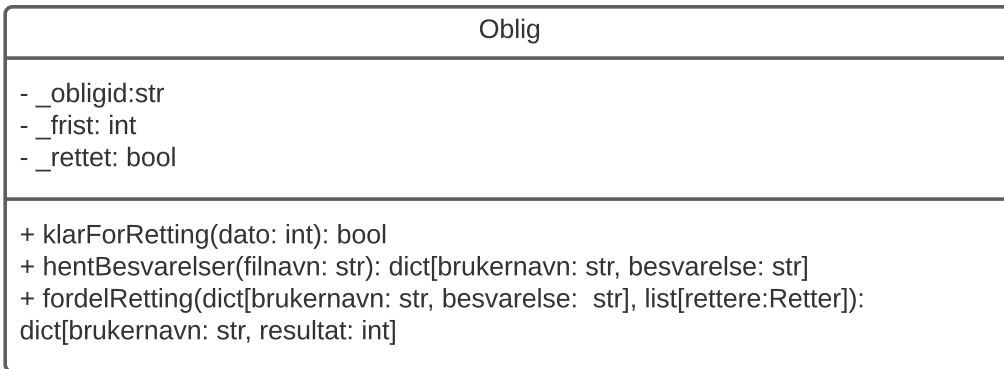 Oblig
- _obligid:str
- _frist: int
- _rettet: bool
+ klarForRetting(dato: int): bool
+ hentBesvarelser(filnavn: str): dict[brukernavn: str, besvarelse: str]
+ fordelRetting(dict[brukernavn: str, besvarelse:  str], list[rettere:Retter]):
dict[brukernavn: str, resultat: int]